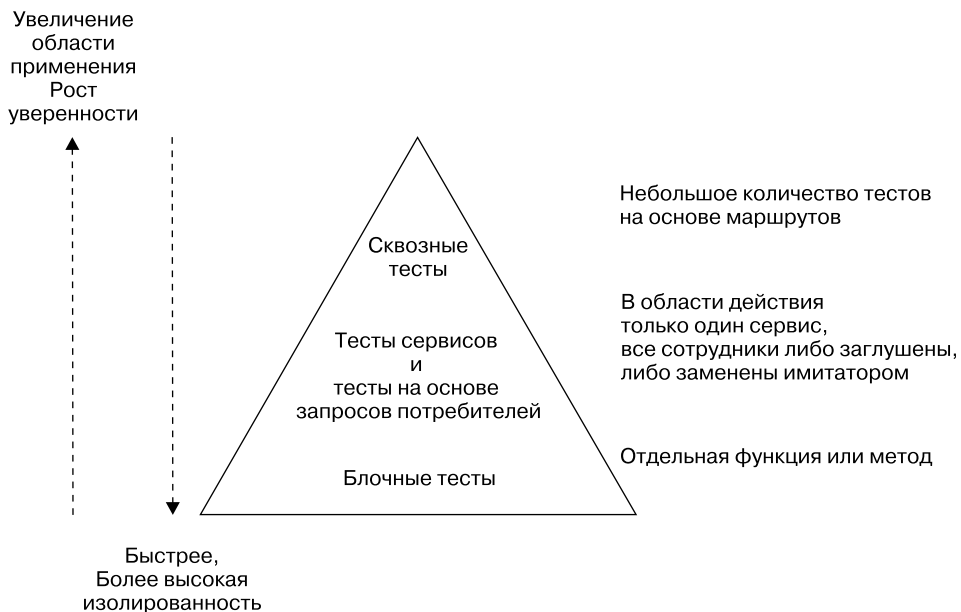 Увеличение
области
применения
Рост
уверенности
Сквозные
тесты
Тесты сервисов
и
тесты на основе
запросов потребителей
Блочные тесты
Небольшое количество тестов
на основе маршрутов
В области действия
только один сервис,
все сотрудники либо заглушены,
либо заменены имитатором
Отдельная функция или метод
Быстрее,
Более высокая
изолированность